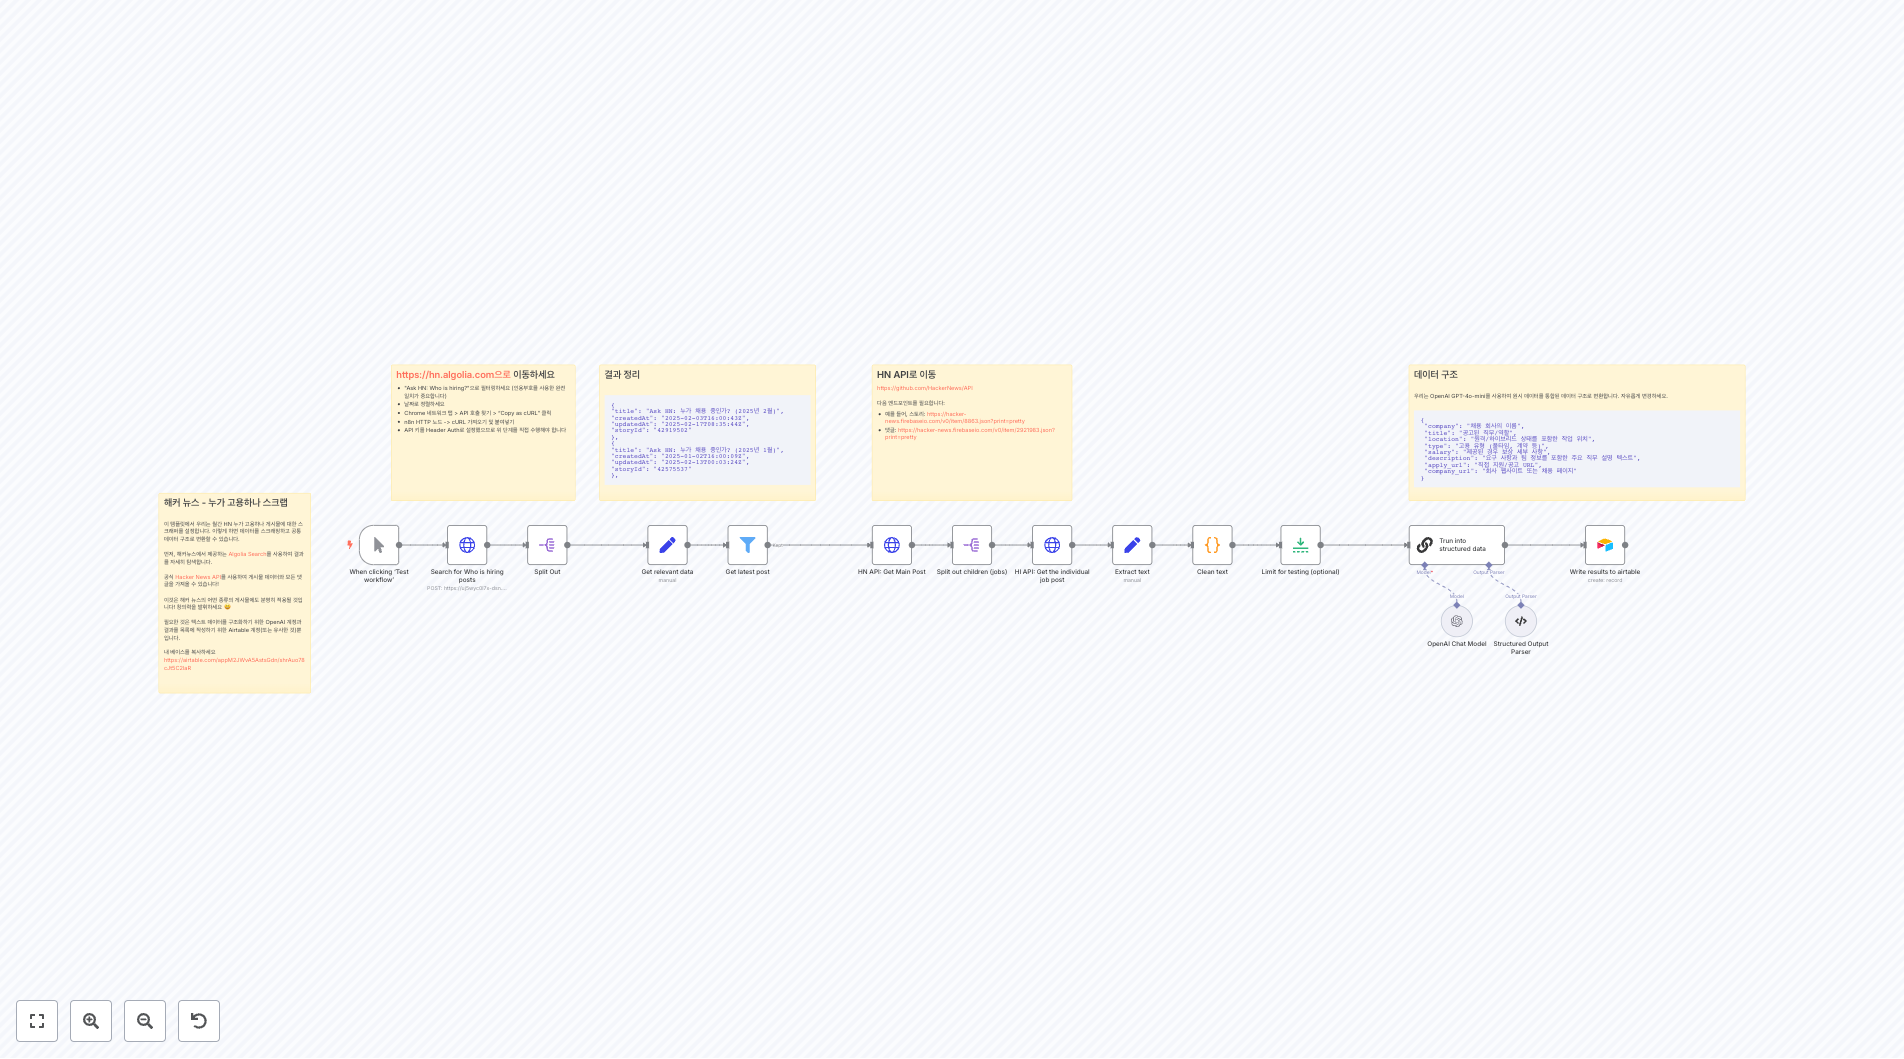 https://hn.algolia.com으로 이동하세요
"Ask HN: Who is hiring?"으로 필터링하세요 (인용부호를 사용한 완전
일치가 중요합니다)
날짜로 정렬하세요
Chrome 네트워크 탭 > API 호출 찾기 > "Copy as cURL" 클릭
n8n HTTP 노드 -> cURL 가져오기 및 붙여넣기
API 키를 Header Auth로 설정했으므로 위 단계를 직접 수행해야 합니다
결과 정리
{
"title": "Ask HN: 누가 채용 중인가? (2025년 2월)",
"createdAt": "2025-02-03T16:00:43Z",
"updatedAt": "2025-02-17T08:35:44Z",
"storyId": "42919502"
},
{
"title": "Ask HN: 누가 채용 중인가? (2025년 1월)",
"createdAt": "2025-01-02T16:00:09Z",
"updatedAt": "2025-02-13T00:03:24Z",
"storyId": "42575537"
},
HN API로 이동
https://github.com/HackerNews/API
다음 엔드포인트를 필요합니다:
예를 들어, 스토리: https://hacker-
news.firebaseio.com/v0/item/8863.json?print=pretty
댓글: https://hacker-news.firebaseio.com/v0/item/2921983.json?
print=pretty
데이터 구조
우리는 OpenAI GPT-4o-mini를 사용하여 원시 데이터를 통합된 데이터 구조로 변환합니다. 자유롭게 변경하세요.
{
"company": "채용 회사의 이름",
"title": "공고된 직무/역할",
"location": "원격/하이브리드 상태를 포함한 작업 위치",
"type": "고용 유형 (풀타임, 계약 등)",
"salary": "제공된 경우 보상 세부 사항",
"description": "요구 사항과 팀 정보를 포함한 주요 직무 설명 텍스트",
"apply_url": "직접 지원/공고 URL",
"company_url": "회사 웹사이트 또는 채용 페이지"
}
해커 뉴스 - 누가 고용하나 스크랩
이 템플릿에서 우리는 월간 HN 누가 고용하나 게시물에 대한 스
크래퍼를 설정합니다. 이렇게 하면 데이터를 스크래핑하고 공통
데이터 구조로 변환할 수 있습니다.
먼저, 해커뉴스에서 제공하는 Algolia Search를 사용하여 결과
를 자세히 탐색합니다.
공식 Hacker News API를 사용하여 게시물 데이터와 모든 댓
글을 가져올 수 있습니다!
이것은 해커 뉴스의 어떤 종류의 게시물에도 분명히 적용될 것입
니다! 창의력을 발휘하세요 😄
필요한 것은 텍스트 데이터를 구조화하기 위한 OpenAI 계정과
결과를 목록에 작성하기 위한 Airtable 계정(또는 유사한 것)뿐
입니다.
내 베이스를 복사하세요
When clicking 'Test
workflow'
Search for Who is hiring
posts
Split Out
Get relevant data
manual
Get latest post
HN API: Get Main Post
Split out children (jobs)
HI API: Get the individual
job post
Extract text
manual
Clean text
Limit for testing (optional)
Trun into
structured data
Model*
Output Parser
Model
Output Parser
OpenAI Chat Model
Structured Output
Parser
Write results to airtable
create: record